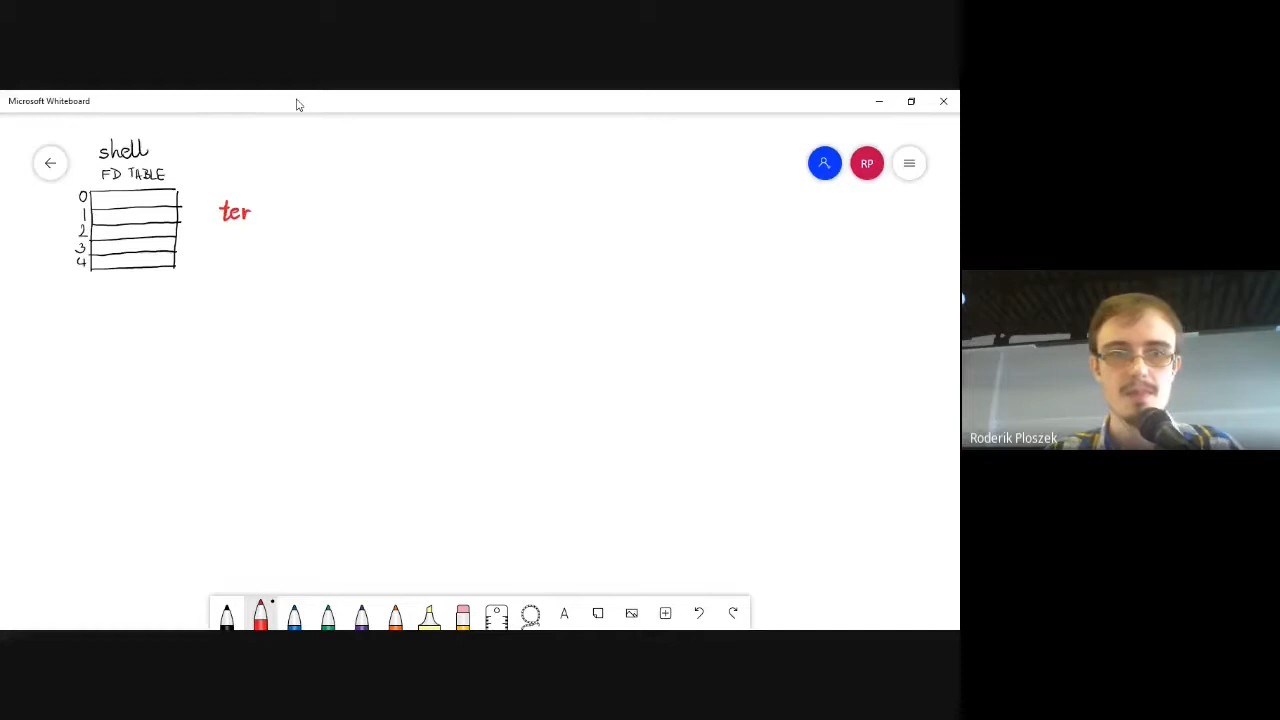 Microsoft Whiteboard
shell
FD TABLE
RP
0
1
2
3
4
ter
Roderik Ploszek
A